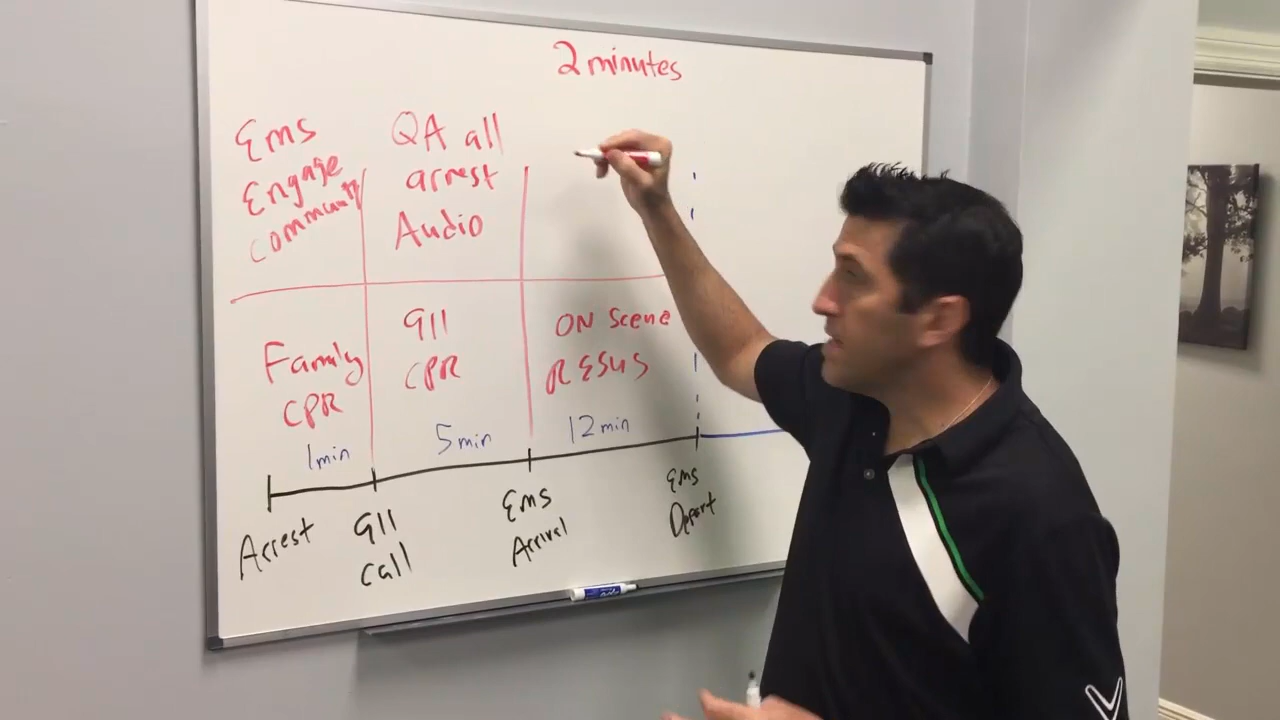 2 minutes
Ems
Engage
community
QA all
arrest
Audio
Family
CPR
911
CPR
ON Scene
RESUS
1min
5min
12min
Arrest
911
Call
Ems
Arrival
Ems
Depart